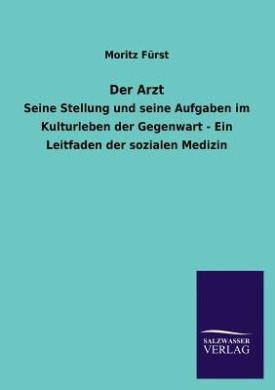 Moritz Fürst
Der Arzt
Seine Stellung und seine Aufgaben im
Kulturleben der Gegenwart - Ein
Leitfaden der sozialen Medizin
SALZWASSER
VERLAG